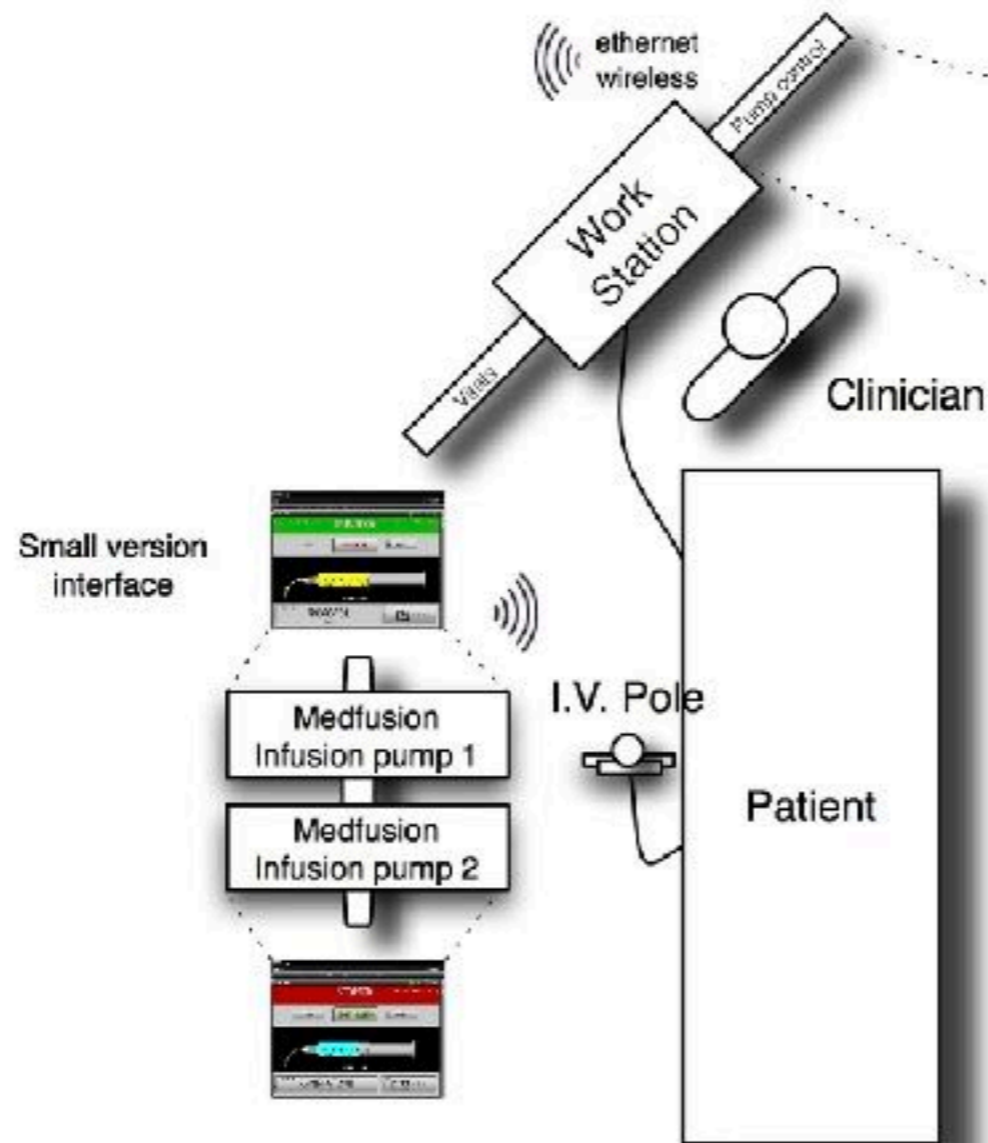 ethernet
wireless
Pump control
Work
Station
Vitals
Clinician
Small version
interface
I.V. Pole
Medfusion
Infusion pump 1
Medfusion
Infusion pump 2
Patient